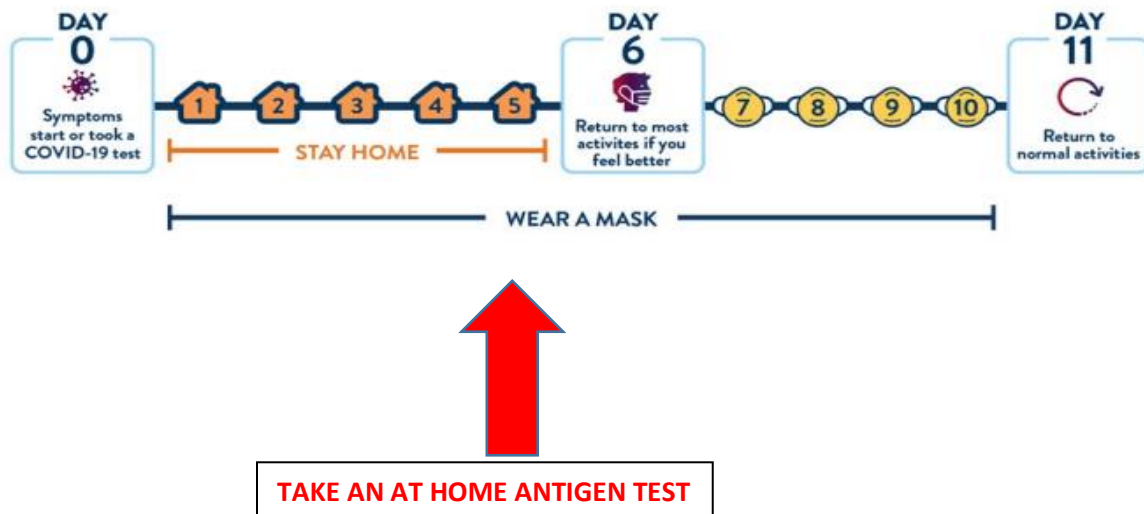 DAY
0
Symptoms
start or took a
COVID-19 test
1 2 3 4 5
STAY HOME
DAY
6
Return to most
activites if you
feel better
7 8 9 10
DAY
11
Return to
normal activities
WEAR A MASK
TAKE AN AT HOME ANTIGEN TEST